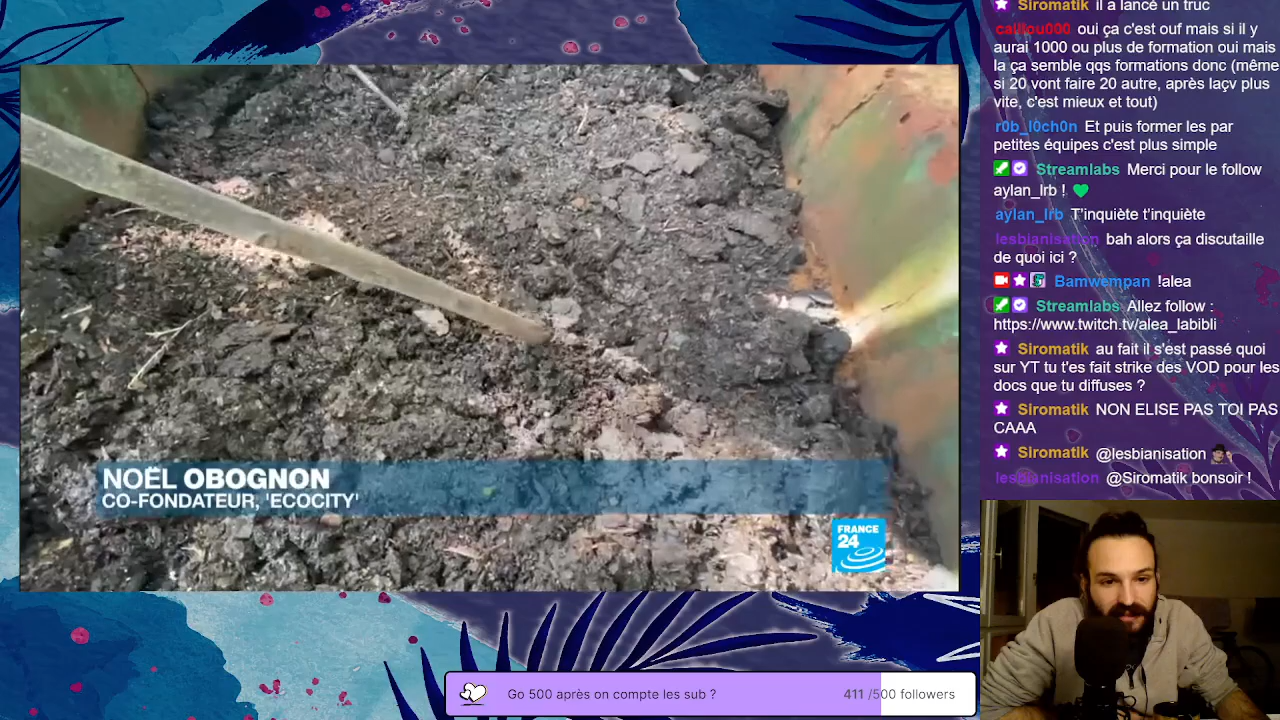 NOËL OBOGNON
CO-FONDATEUR, 'ECOCITY'
FRANCE
24
Go 500 après on compte les sub ?
411 /500 followers
Siromatik il a lancé un truc
caillou000 oui ça c'est ouf mais si il y
aurai 1000 ou plus de formation oui mais
la ça semble qqs formations donc (même
si 20 vont faire 20 autre, après laçv plus
vite, c'est mieux et tout)
r0b_l0ch0n Et puis former les par
petites équipes c'est plus simple
Streamlabs Merci pour le follow
aylan_lrb !
aylan_lrb T'inquiète t'inquiète
lesbianisation bah alors ça discutaille
de quoi ici ?
Bamwempan !alea
Streamlabs Allez follow :
https://www.twitch.tv/alea_labibli
Siromatik au fait il s'est passé quoi
sur YT tu t'es fait strike des VOD pour les
docs que tu diffuses ?
Siromatik NON ELISE PAS TOI PAS
CAAA
Siromatik @lesbianisation
lesbianisation @Siromatik bonsoir !